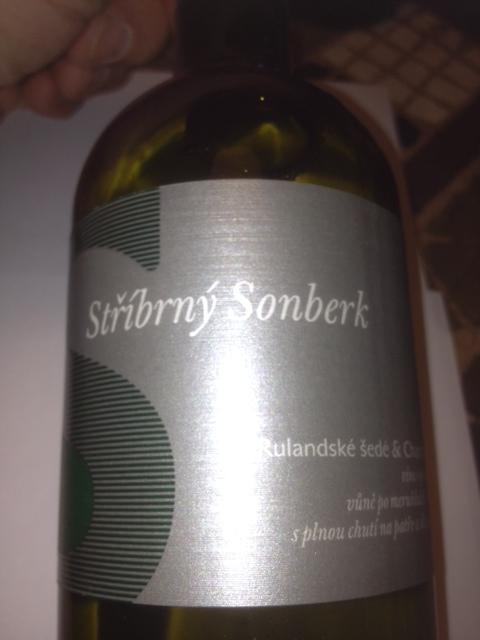 Stříbrný Sonberk
Rulandské šedé &
vůně po
s plnou chutí na patře